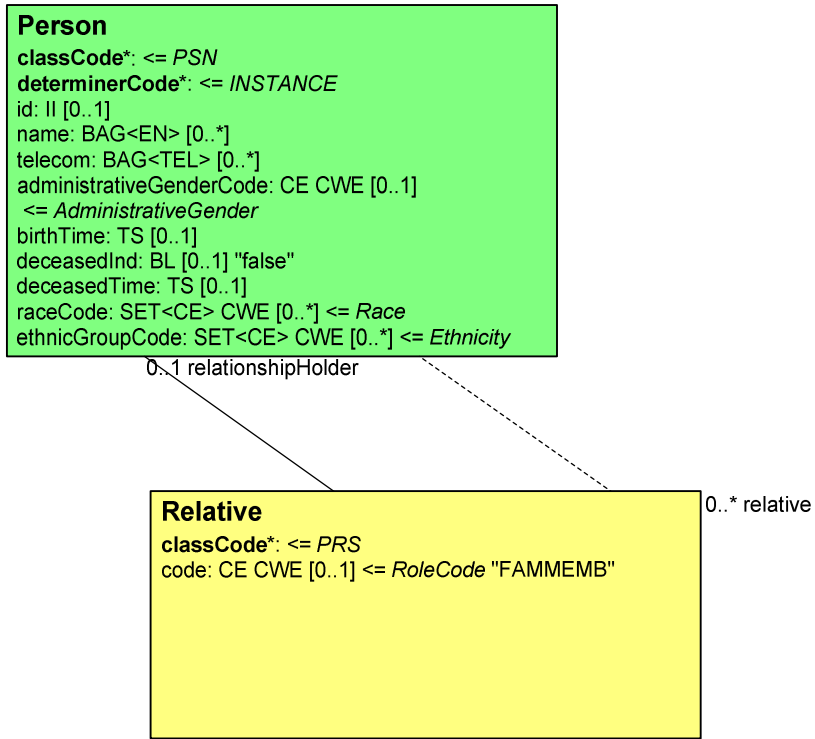 Person
classCode*: <= PSN
determinerCode*: <= INSTANCE
id: II [0..1]
name: BAG<EN> [0..*]
telecom: BAG<TEL> [0..*]
administrativeGenderCode: CE CWE [0..1]
<= AdministrativeGender
birthTime: TS [0..1]
deceasedInd: BL [0..1] "false"
deceasedTime: TS [0..1]
raceCode: SET<CE> CWE [0..*] <= Race
ethnicGroupCode: SET<CE> CWE [0..*] <= Ethnicity
0..1 relationshipHolder
0..* relative
Relative
classCode*: <= PRS
code: CE CWE [0..1] <= RoleCode "FAMMEMB"